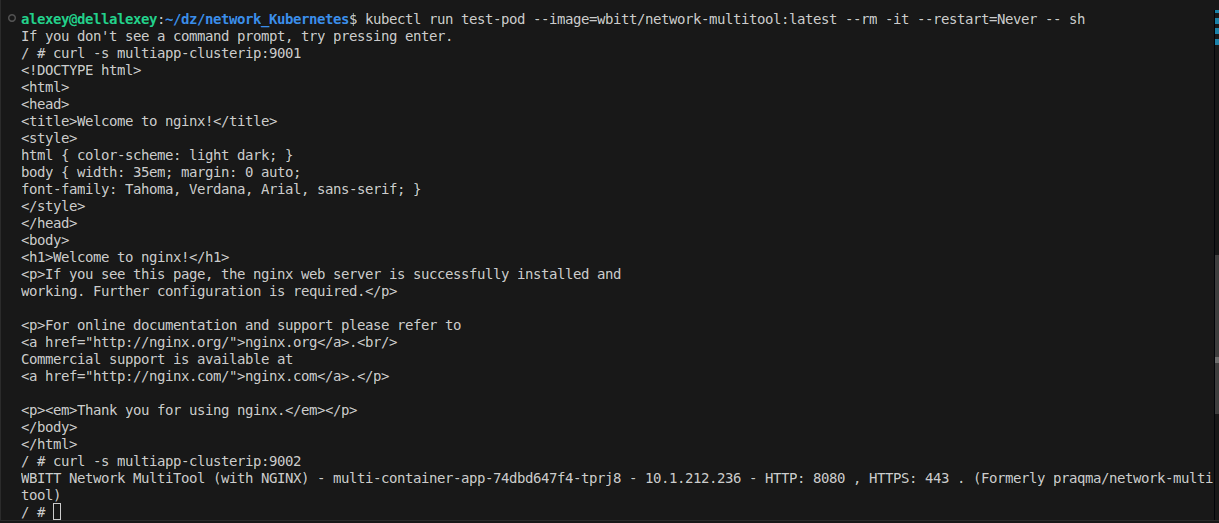 alexey@dellalexey:~/dz/network_Kubernetes$ kubectl run test-pod --image=wbitt/network-multitool:latest --rm -it --restart=Never -- sh
If you don't see a command prompt, try pressing enter.
/ # curl -s multiapp-clusterip:9001
<!DOCTYPE html>
<html>
<head>
<title>Welcome to nginx!</title>
<style>
html { color-scheme: light dark; }
body { width: 35em; margin: 0 auto;
font-family: Tahoma, Verdana, Arial, sans-serif; }
</style>
</head>
<body>
<h1>Welcome to nginx!</h1>
<p>If you see this page, the nginx web server is successfully installed and
working. Further configuration is required.</p>

<p>For online documentation and support please refer to
<a href="http://nginx.org/">nginx.org</a>.<br/>
Commercial support is available at
<a href="http://nginx.com/">nginx.com</a>.</p>

<p><em>Thank you for using nginx.</em></p>
</body>
</html>
/ # curl -s multiapp-clusterip:9002
WBITT Network MultiTool (with NGINX) - multi-container-app-74dbd647f4-tprj8 - 10.1.212.236 - HTTP: 8080 , HTTPS: 443 . (Formerly praqma/network-multi
tool)
/ #